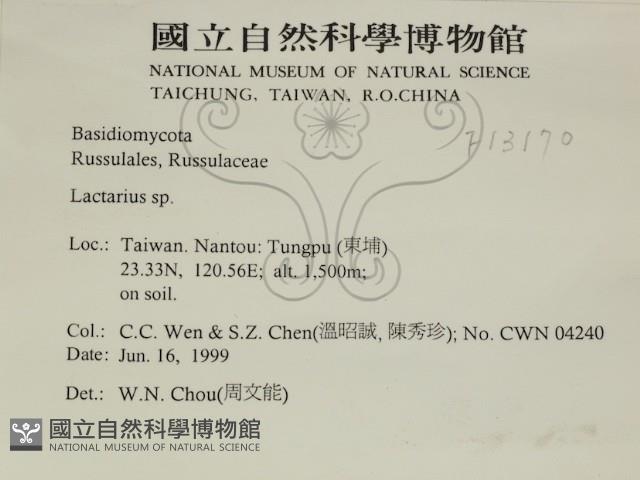 國立自然科學博物館
NATIONAL MUSEUM OF NATURAL SCIENCE
TAICHUNG, TAIWAN, R.O.CHINA
F13170
Basidiomycota
Russulales, Russulaceae
Lactarius sp.
Loc.: Taiwan. Nantou: Tungpu (東埔)
23.33N, 120.56E; alt. 1,500m;
on soil.
Col.: C.C. Wen & S.Z. Chen(溫昭誠, 陳秀珍); No. CWN 04240
Date: Jun. 16, 1999
Det.: W.N. Chou(周文能)
國立自然科學博物館
NATIONAL MUSEUM OF NATURAL SCIENCE